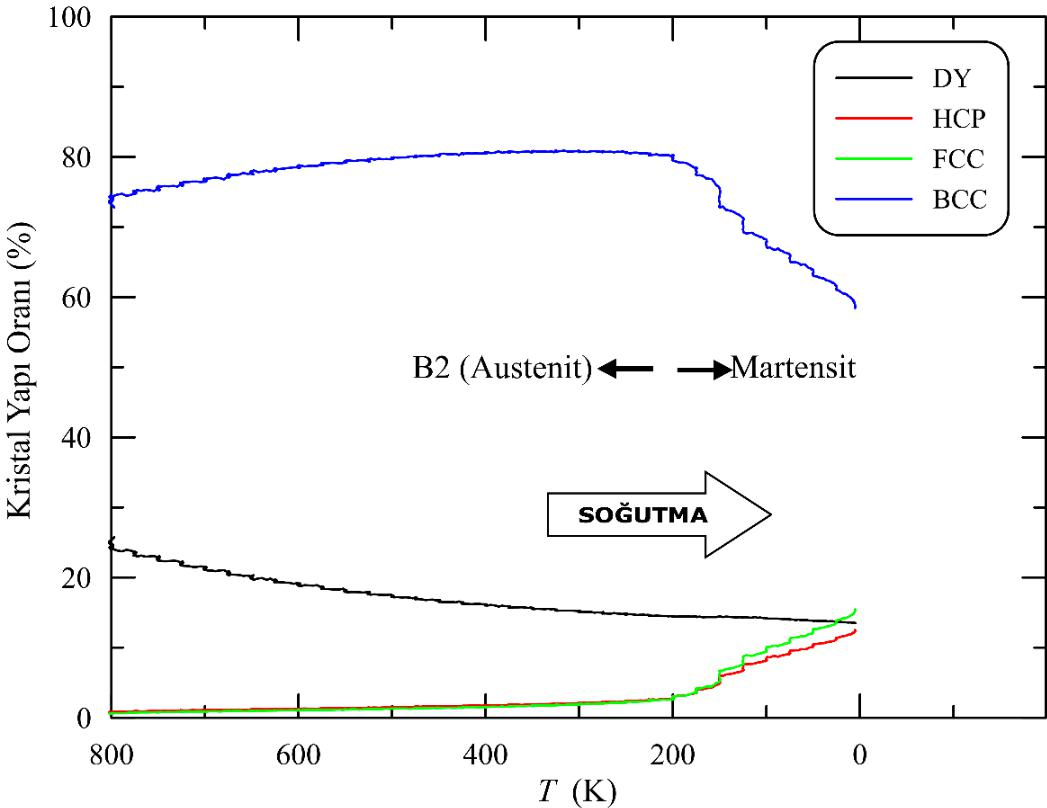 100
80
60
40
20
0
Kristal Yapı Oranı (%)
DY
HCP
FCC
BCC
B2 (Austenit)
Martensit
SOĞUTMA
800
600
400
200
0
T (K)